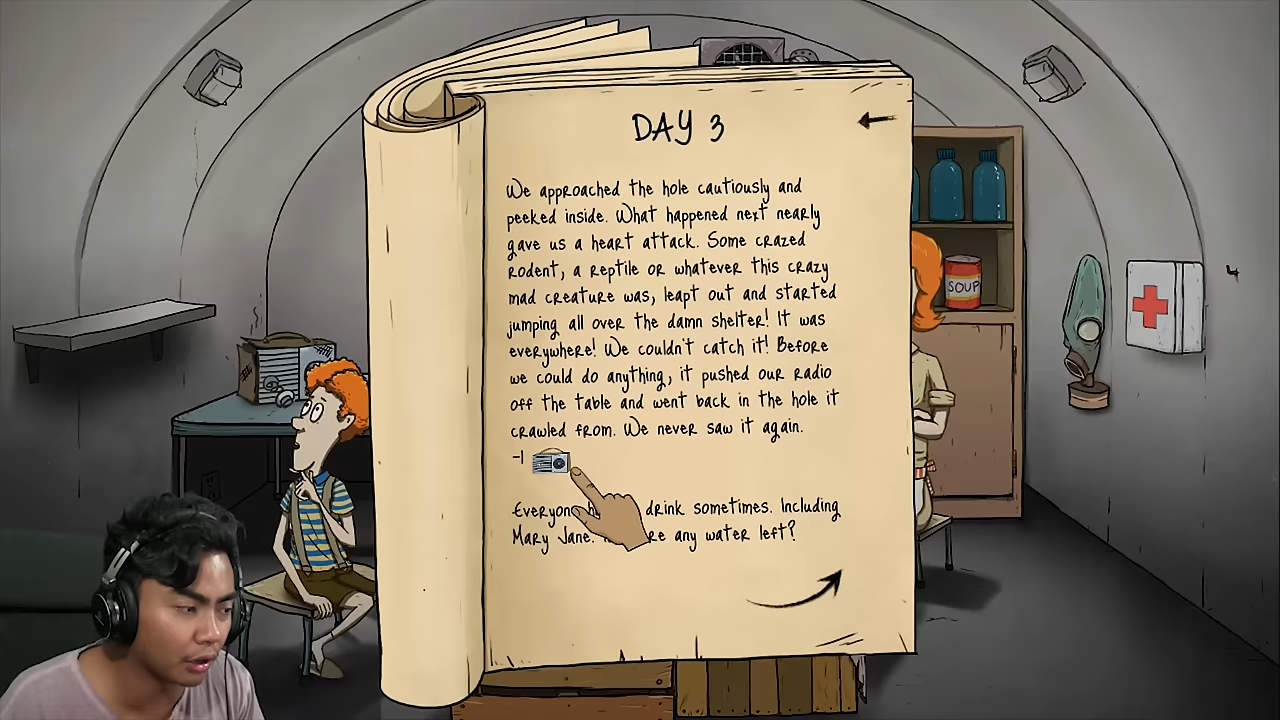 DAY 3
We approached the hole cautiously and
peeked inside. What happened next nearly
gave us a heart attack. Some crazed
rodent, a reptile or whatever this crazy
mad creature was, leapt out and started
jumping all over the damn shelter! It was
everywhere! We couldn't catch it! Before
we could do anything, it pushed our radio
off the table and went back in the hole it
crawled from. We never saw it again.
-1
drink sometimes. Including
Mary Jane. any water left?
SOUP